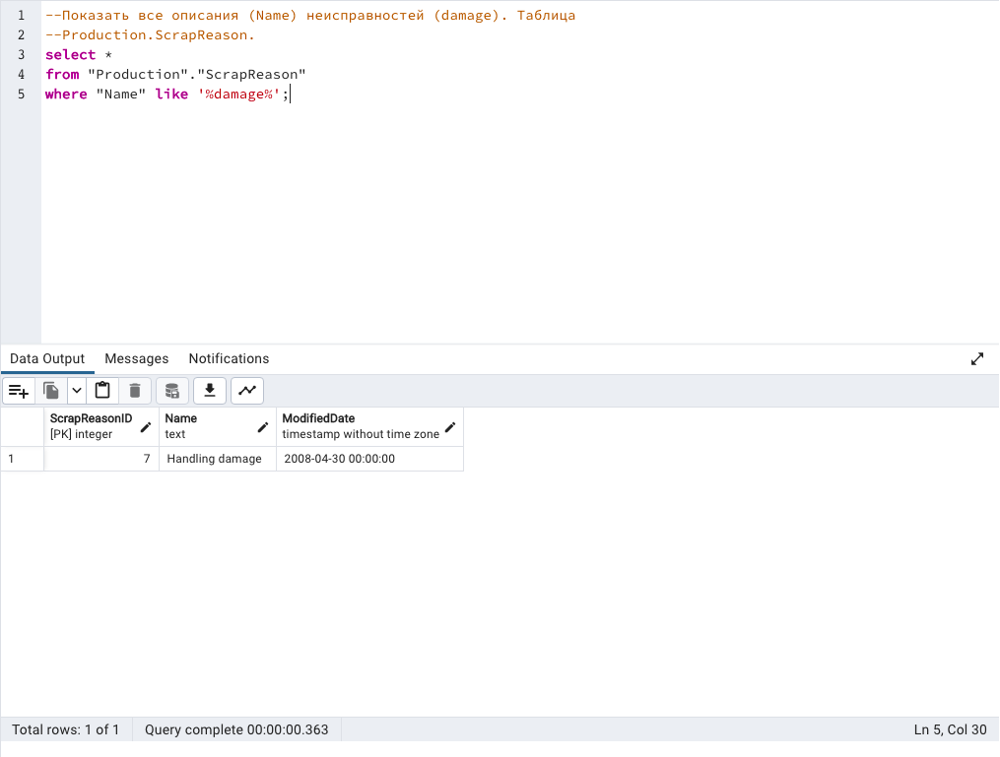 1 --Показать все описания (Name) неисправностей (damage). Таблица
2 --Production.ScrapReason.
3 select *
4 from "Production"."ScrapReason"
5 where "Name" like '%damage%';
Data Output Messages Notifications
ScrapReasonID Name ModifiedDate
[PK] integer text timestamp without time zone
1 7 Handling damage 2008-04-30 00:00:00
Total rows: 1 of 1 Query complete 00:00:00.363 Ln 5, Col 30